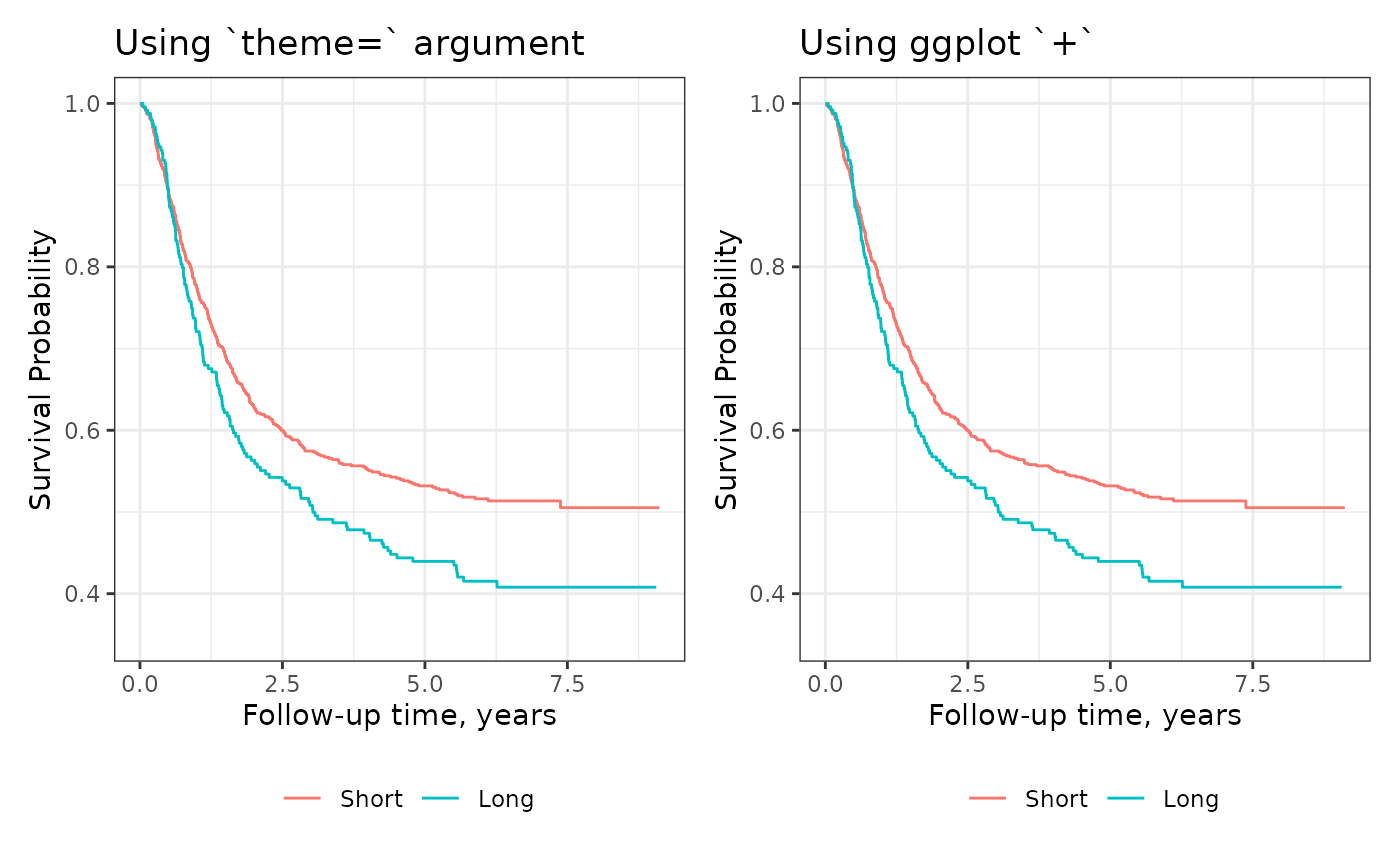 Using `theme=` argument
Survival Probability
1.0
0.8
0.6
0.4
0.0 2.5 5.0 7.5
Follow-up time, years
Short Long
Using ggplot `+`
Survival Probability
1.0
0.8
0.6
0.4
0.0 2.5 5.0 7.5
Follow-up time, years
Short Long